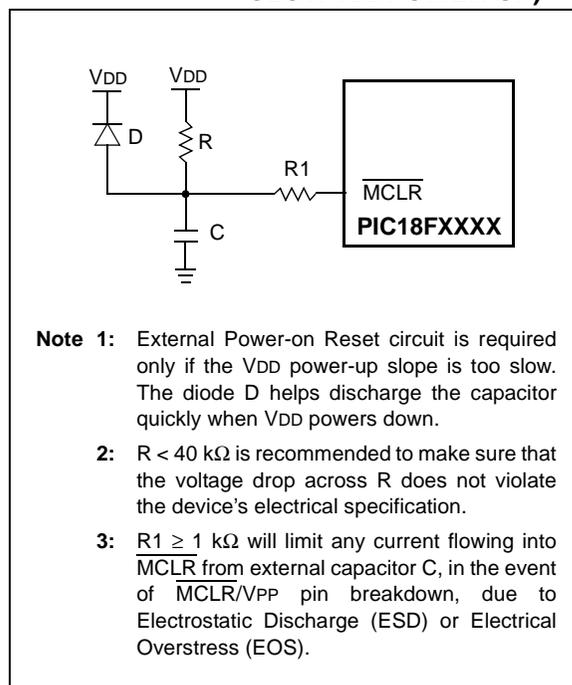 VDD VDD
D
R
R1
MCLR
PIC18FXXXX
C
Note 1: External Power-on Reset circuit is required
only if the VDD power-up slope is too slow.
The diode D helps discharge the capacitor
quickly when VDD powers down.
2: R < 40 kΩ is recommended to make sure that
the voltage drop across R does not violate
the device's electrical specification.
3: R1 ≥ 1 kΩ will limit any current flowing into
MCLR from external capacitor C, in the event
of MCLR/VPP pin breakdown, due to
Electrostatic Discharge (ESD) or Electrical
Overstress (EOS).